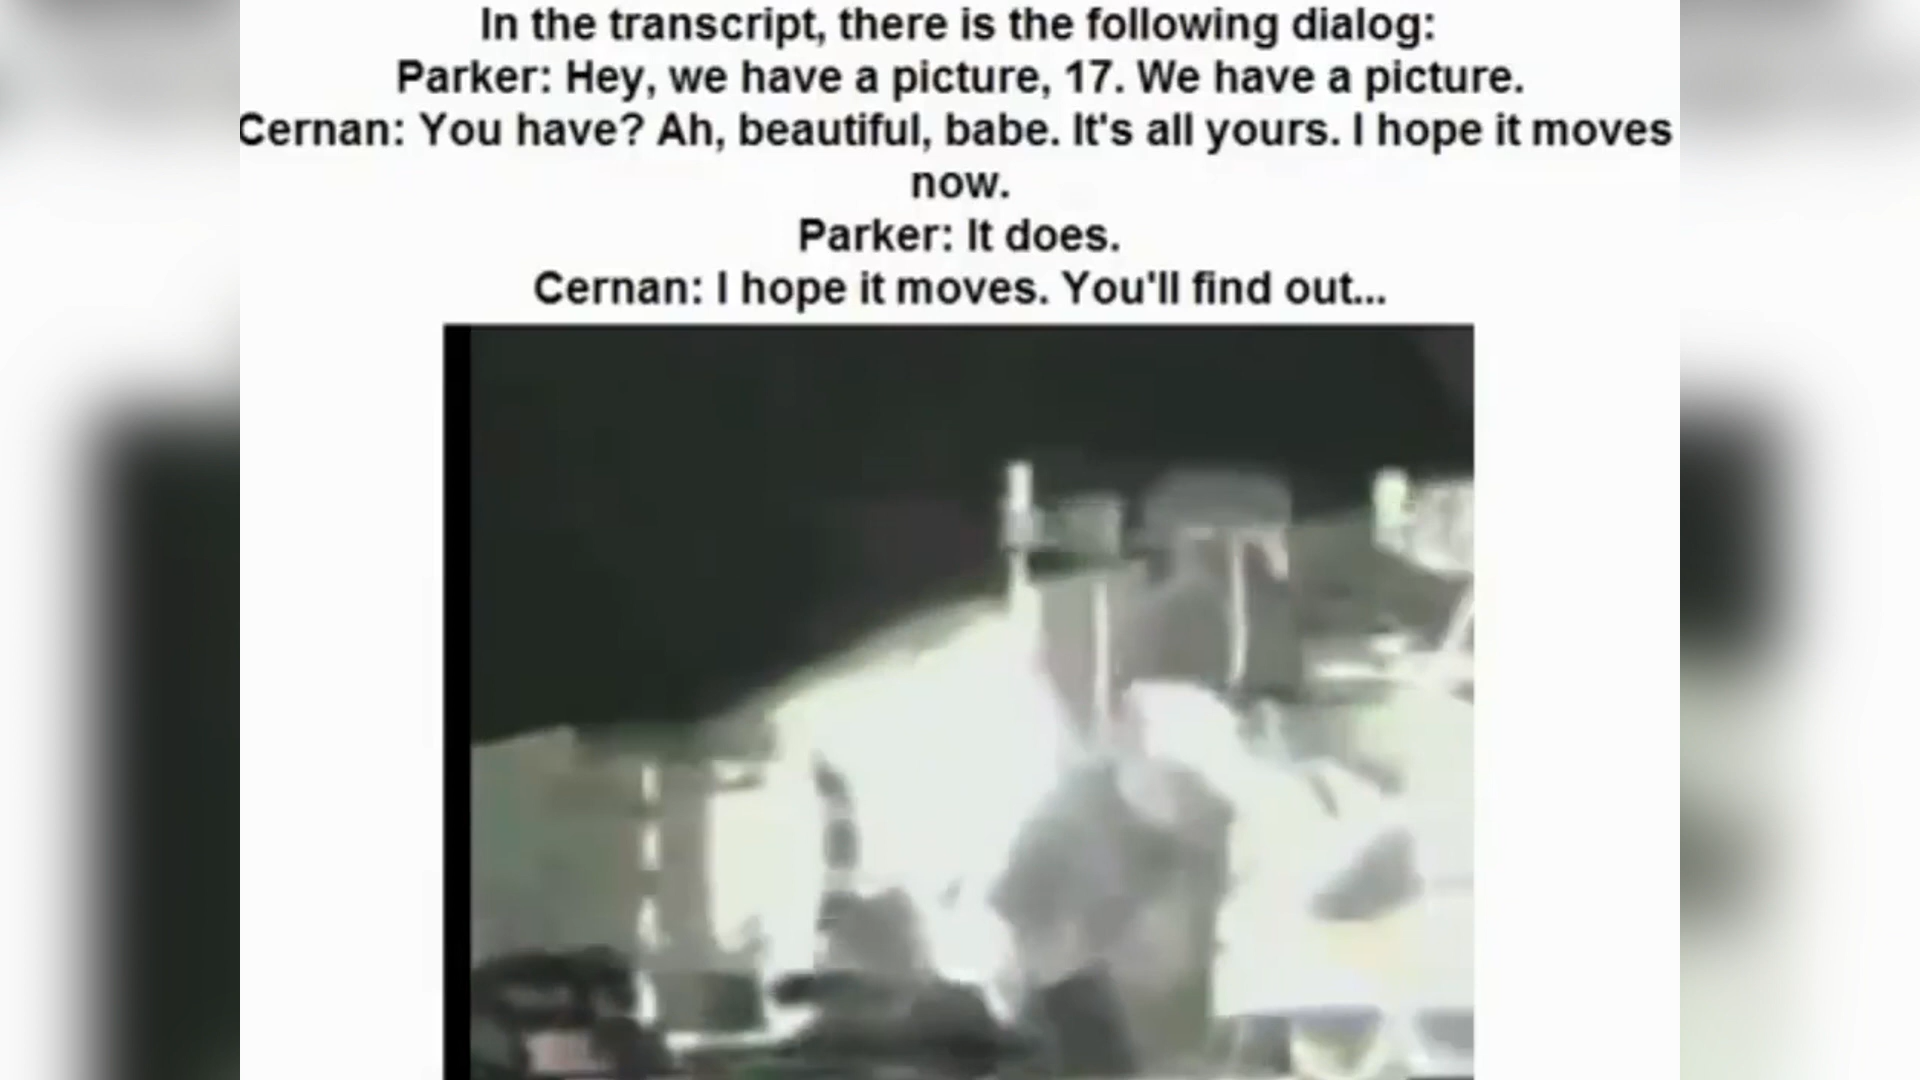 In the transcript, there is the following dialog:
Parker: Hey, we have a picture, 17. We have a picture.
Cernan: You have? Ah, beautiful, babe. It's all yours. I hope it moves
now.
Parker: It does.
Cernan: I hope it moves. You'll find out...